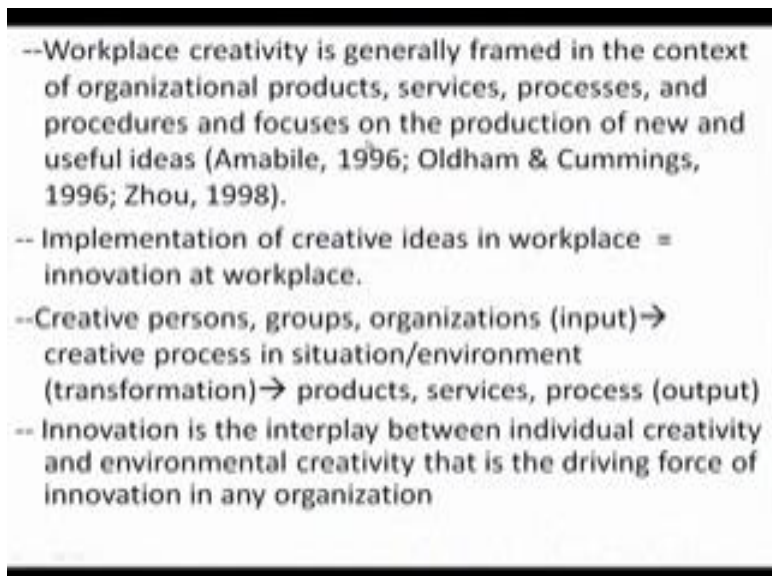 --Workplace creativity is generally framed in the context
of organizational products, services, processes, and
procedures and focuses on the production of new and
useful ideas (Amabile, 1996; Oldham & Cummings,
1996; Zhou, 1998).
-- Implementation of creative ideas in workplace =
innovation at workplace.
--Creative persons, groups, organizations (input)→
creative process in situation/environment
(transformation)→ products, services, process (output)
-- Innovation is the interplay between individual creativity
and environmental creativity that is the driving force of
innovation in any organization